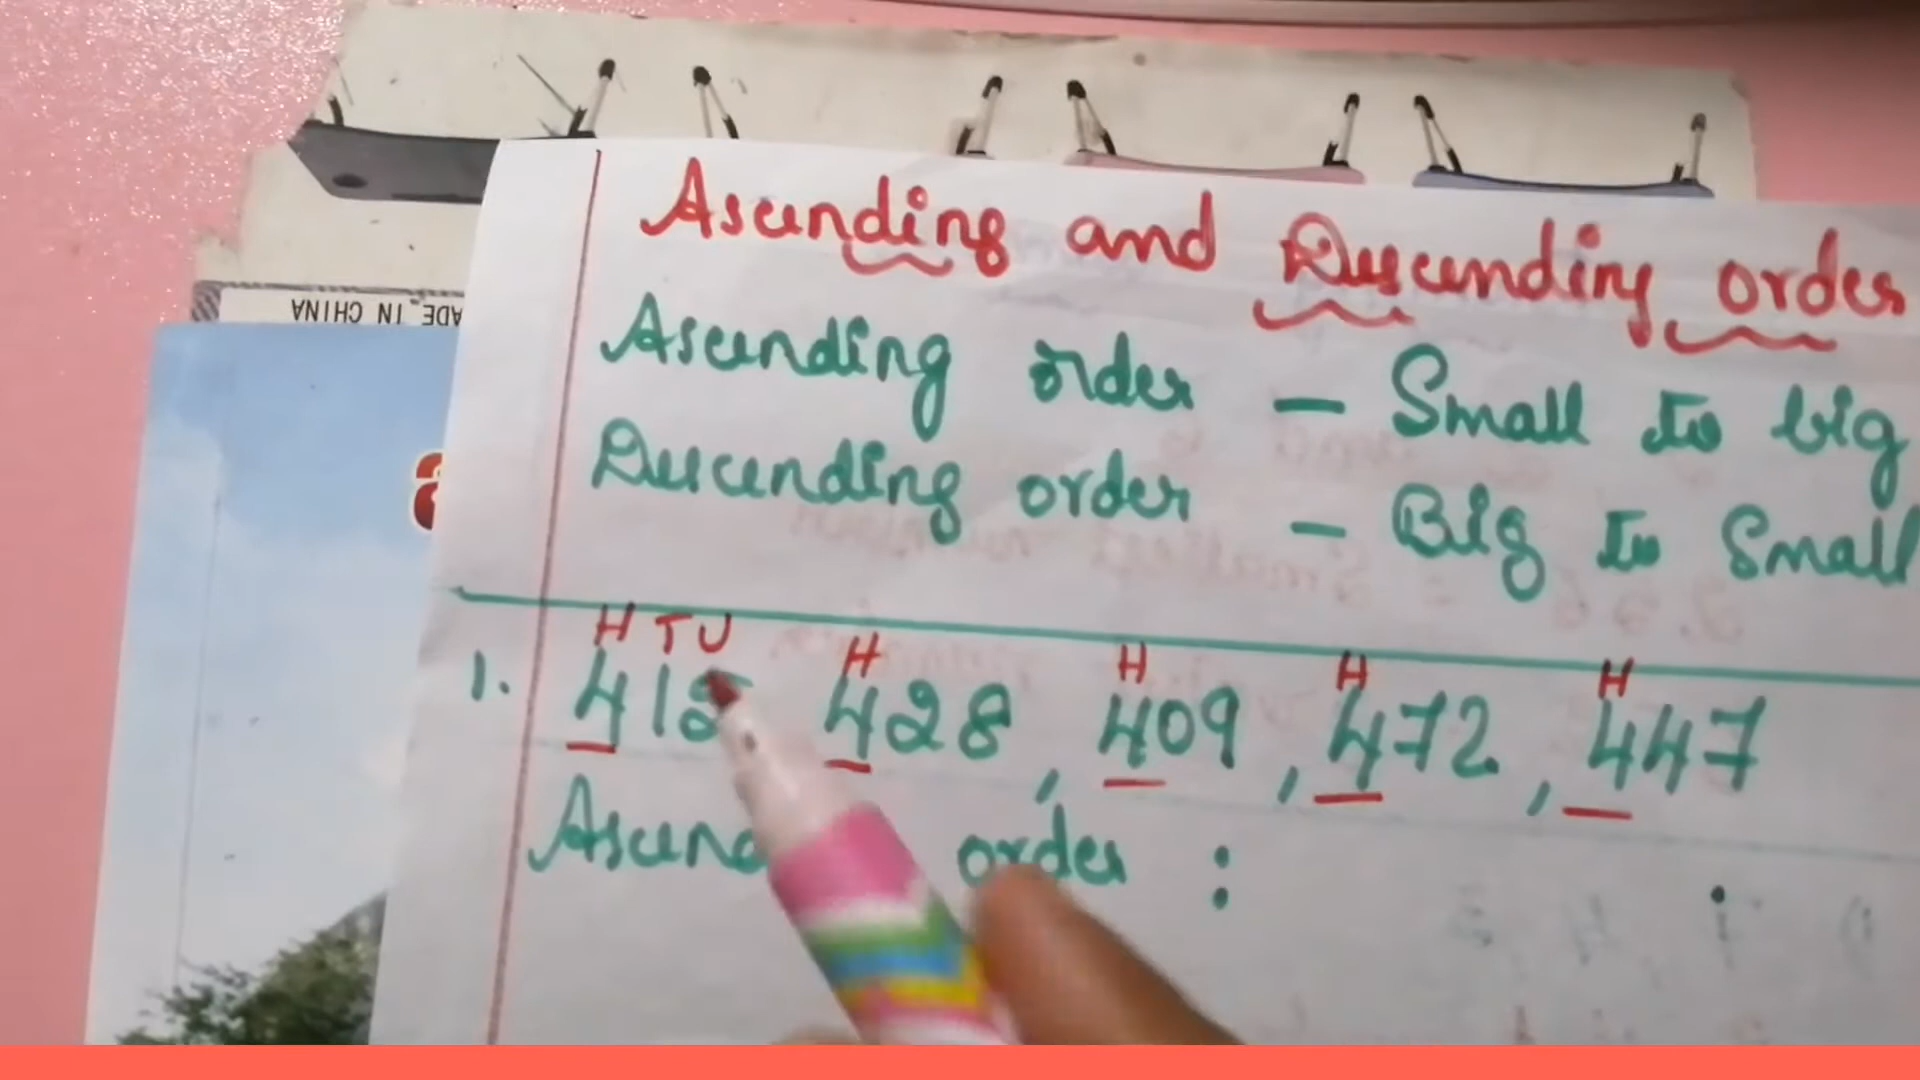 ADE IN CHINA
Ascending and Descending order
Ascending order – Small to big
Descending order – Big to Small
H T U H H H H
1. 428 , 409 , 472 , 447
order :